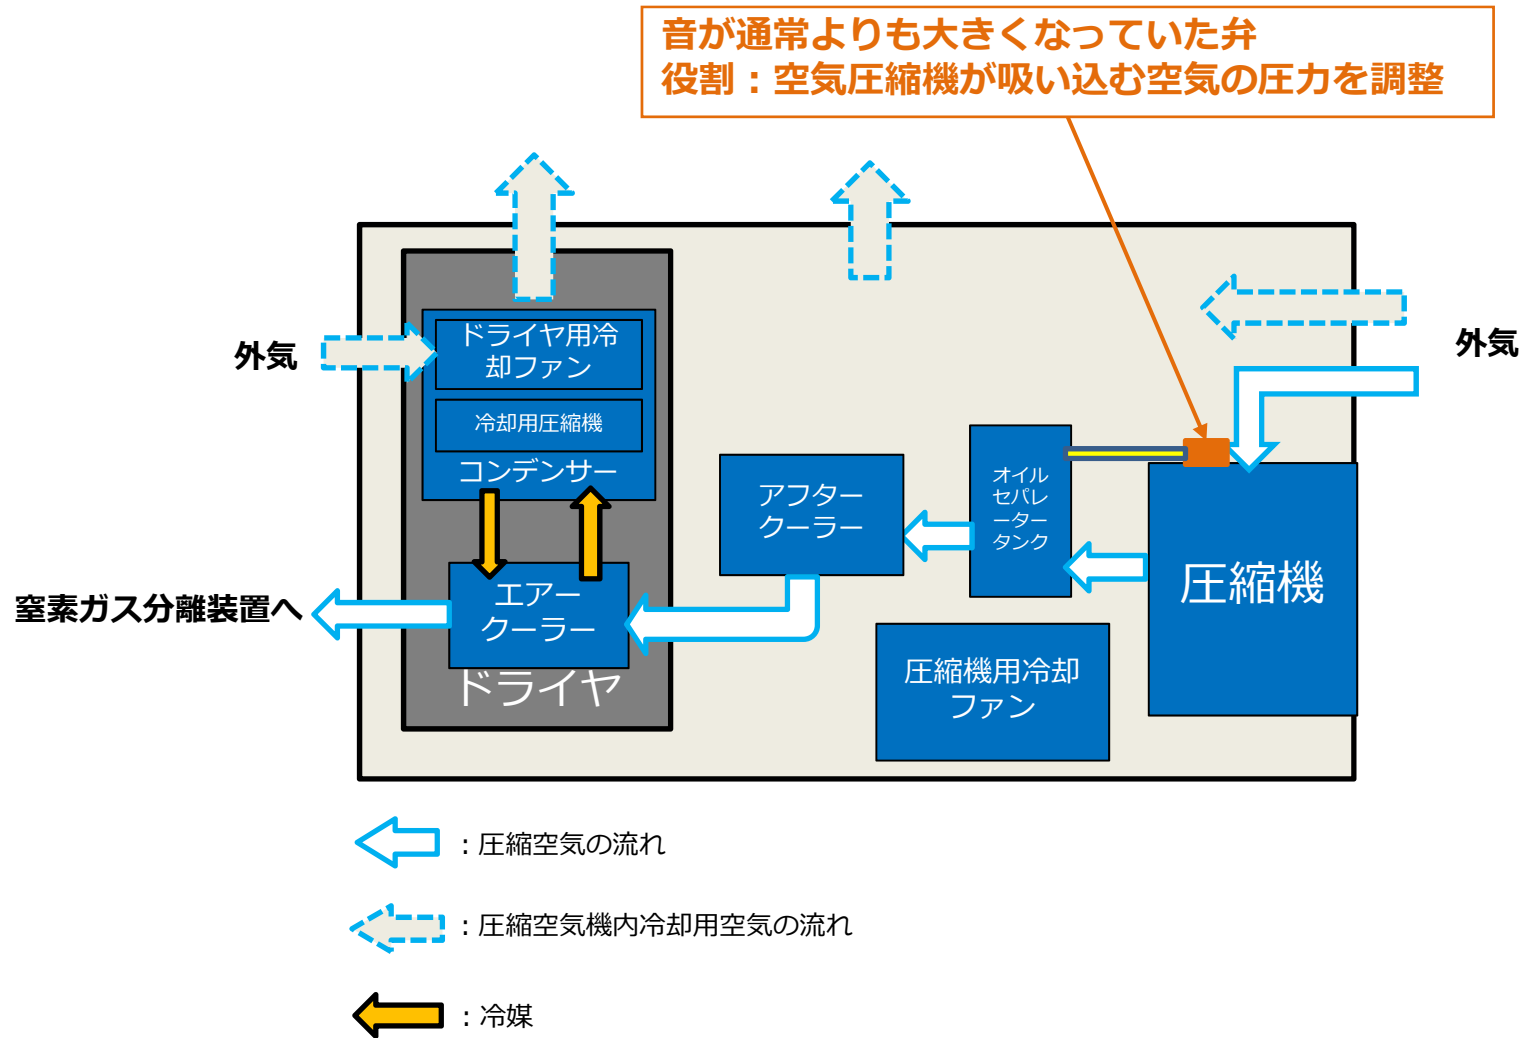 音が通常よりも大きくなっていた弁
役割：空気圧縮機が吸い込む空気の圧力を調整
外気
外気
ドライヤ用冷
却ファン
冷却用圧縮機
コンデンサー
エアー
クーラー
ドライヤ
窒素ガス分離装置へ
アフター
クーラー
オイル
セパレ
ーター
タンク
圧縮機
圧縮機用冷却
ファン
：圧縮空気の流れ
：圧縮空気機内冷却用空気の流れ
：冷媒